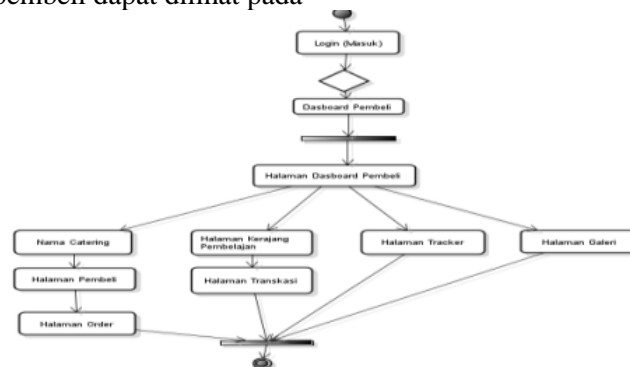 pembeli dapat dilihat pada
Login (Masuk)
Dasboard Pembeli
Halaman Dasboard Pembeli
Nama Catering
Halaman Kerajang
Pembelajan
Halaman Tracker
Halaman Galeri
Halaman Pembeli
Halaman Transkasi
Halaman Order